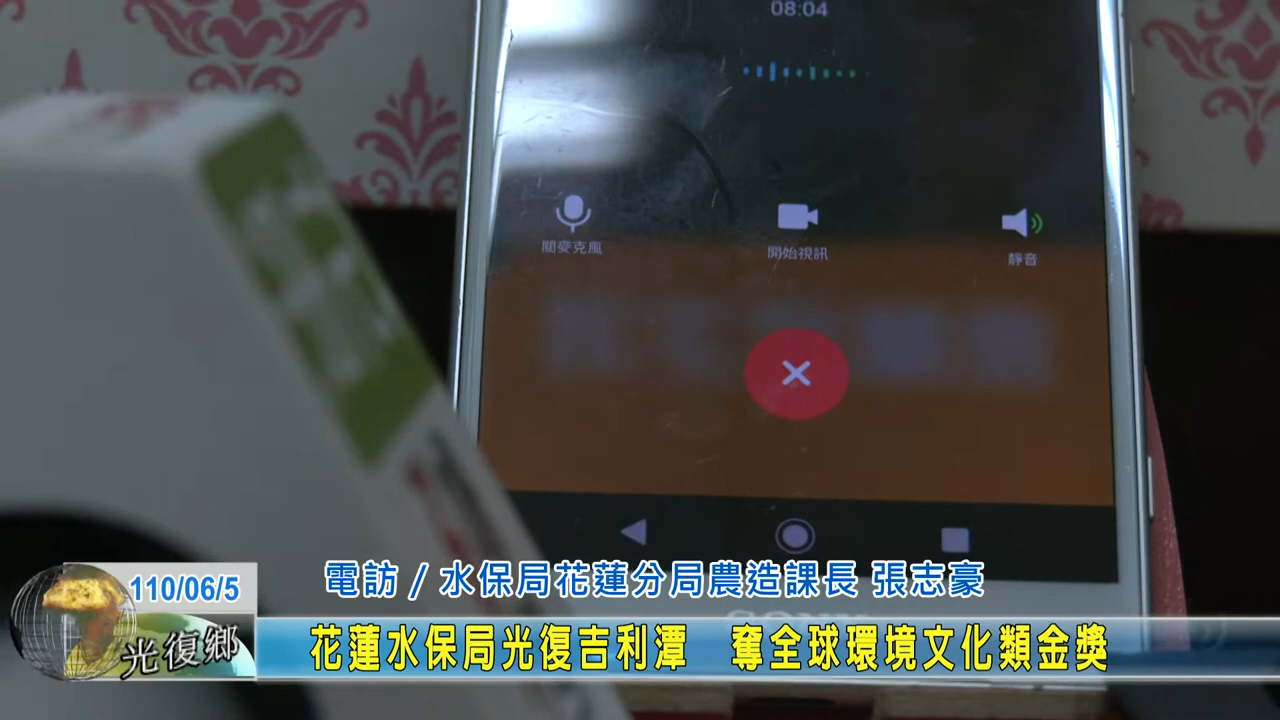 08:04
關麥克風
開始視訊
靜音
電訪 / 水保局花蓮分局農造課長 張志豪
110/06/5
光復鄉
花蓮水保局光復吉利潭 奪全球環境文化類金獎